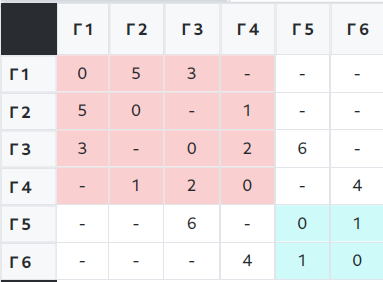 Г1 Г2 Г3 Г4 Г5 Г6
Г1 0 5 3 - - -
Г2 5 0 - 1 - -
Г3 3 - 0 2 6 -
Г4 - 1 2 0 - 4
Г5 - - 6 - 0 1
Г6 - - - 4 1 0